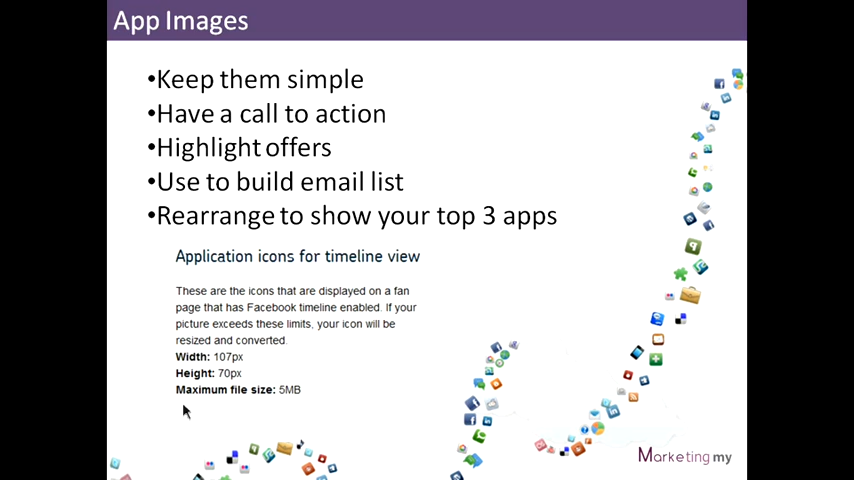 App Images
•Keep them simple
•Have a call to action
•Highlight offers
•Use to build email list
•Rearrange to show your top 3 apps
Application icons for timeline view
These are the icons that are displayed on a fan
page that has Facebook timeline enabled. If your
picture exceeds these limits, your icon will be
resized and converted.
Width: 107px
Height: 70px
Maximum file size: 5MB
Marketing my